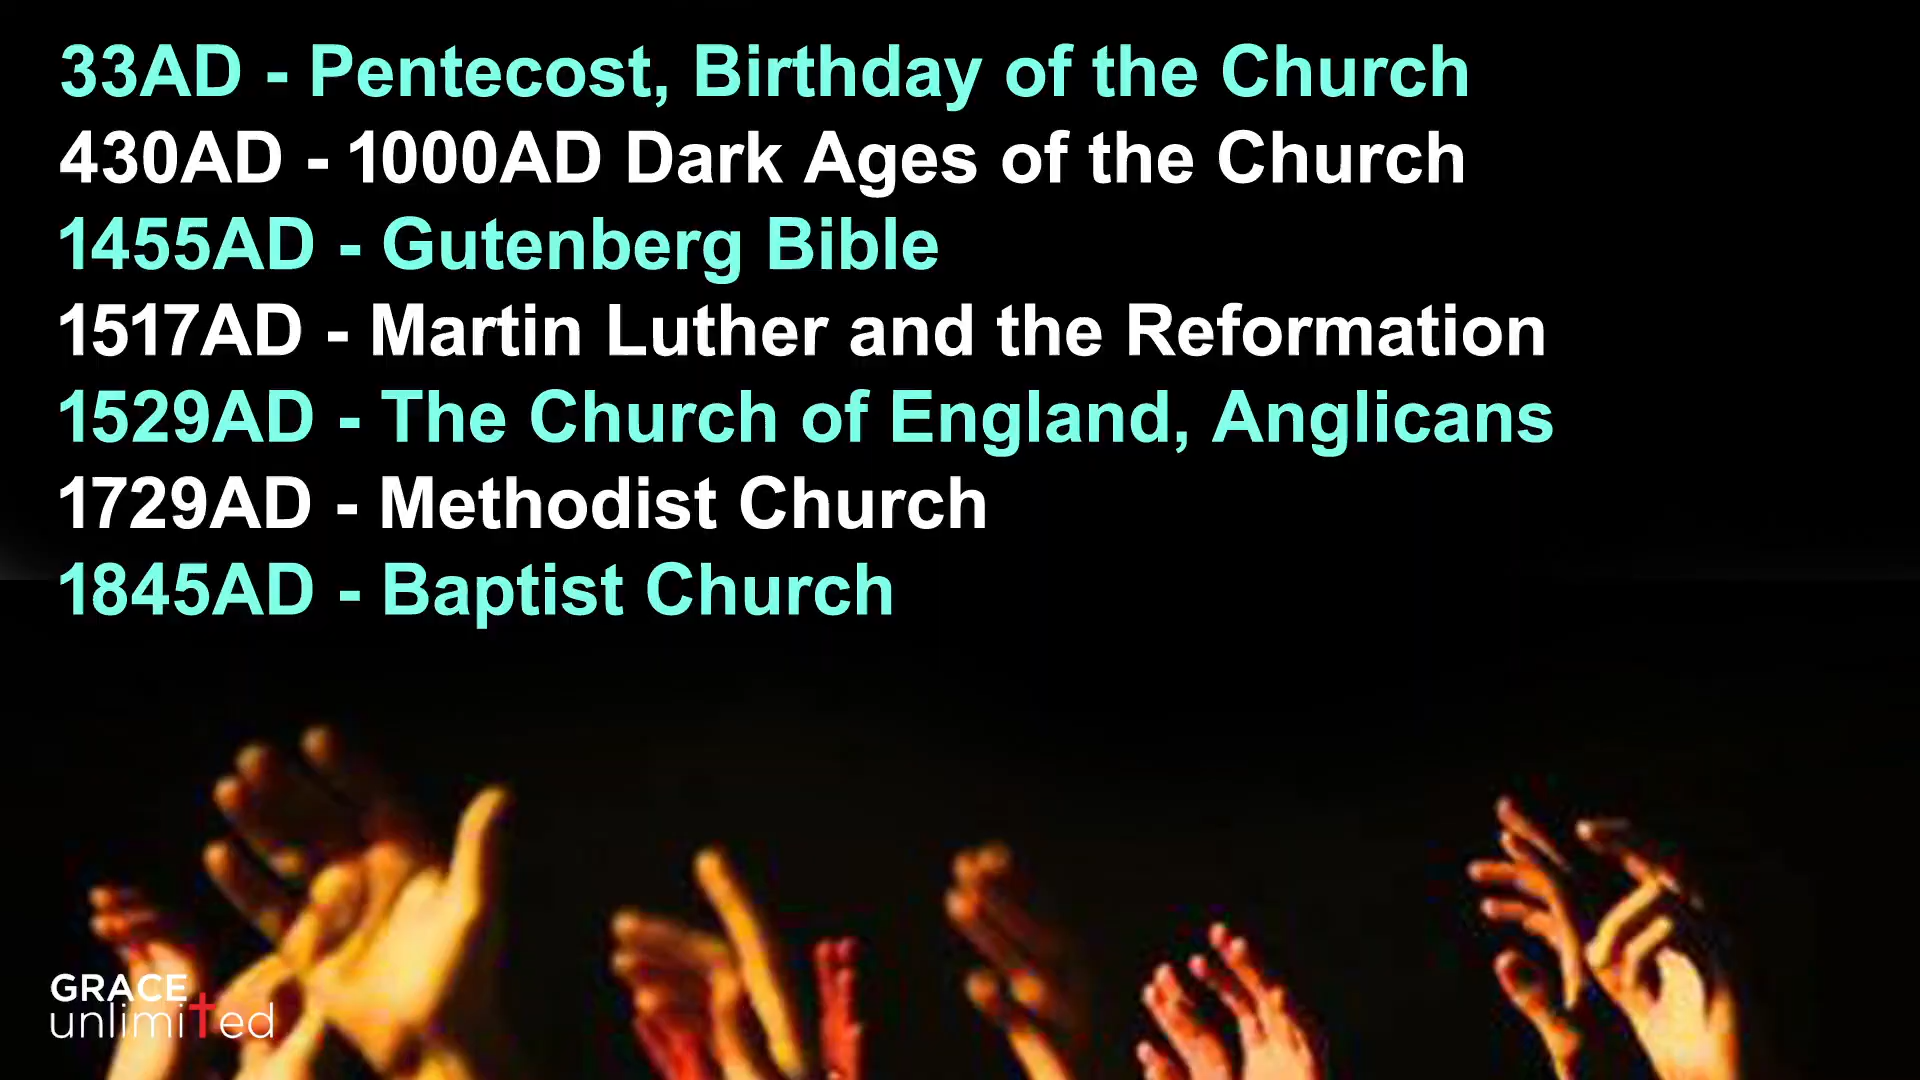 33AD - Pentecost, Birthday of the Church
430AD - 1000AD Dark Ages of the Church
1455AD - Gutenberg Bible
1517AD - Martin Luther and the Reformation
1529AD - The Church of England, Anglicans
1729AD - Methodist Church
1845AD - Baptist Church
GRACE
unlimited